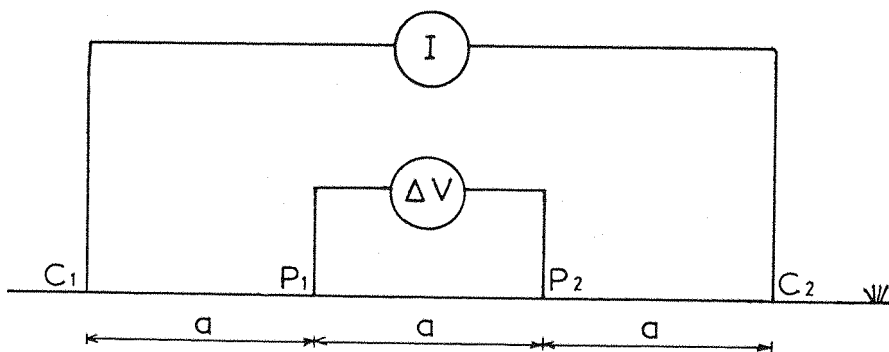 I
ΔV
C₁ P₁ P₂ C₂
a a a